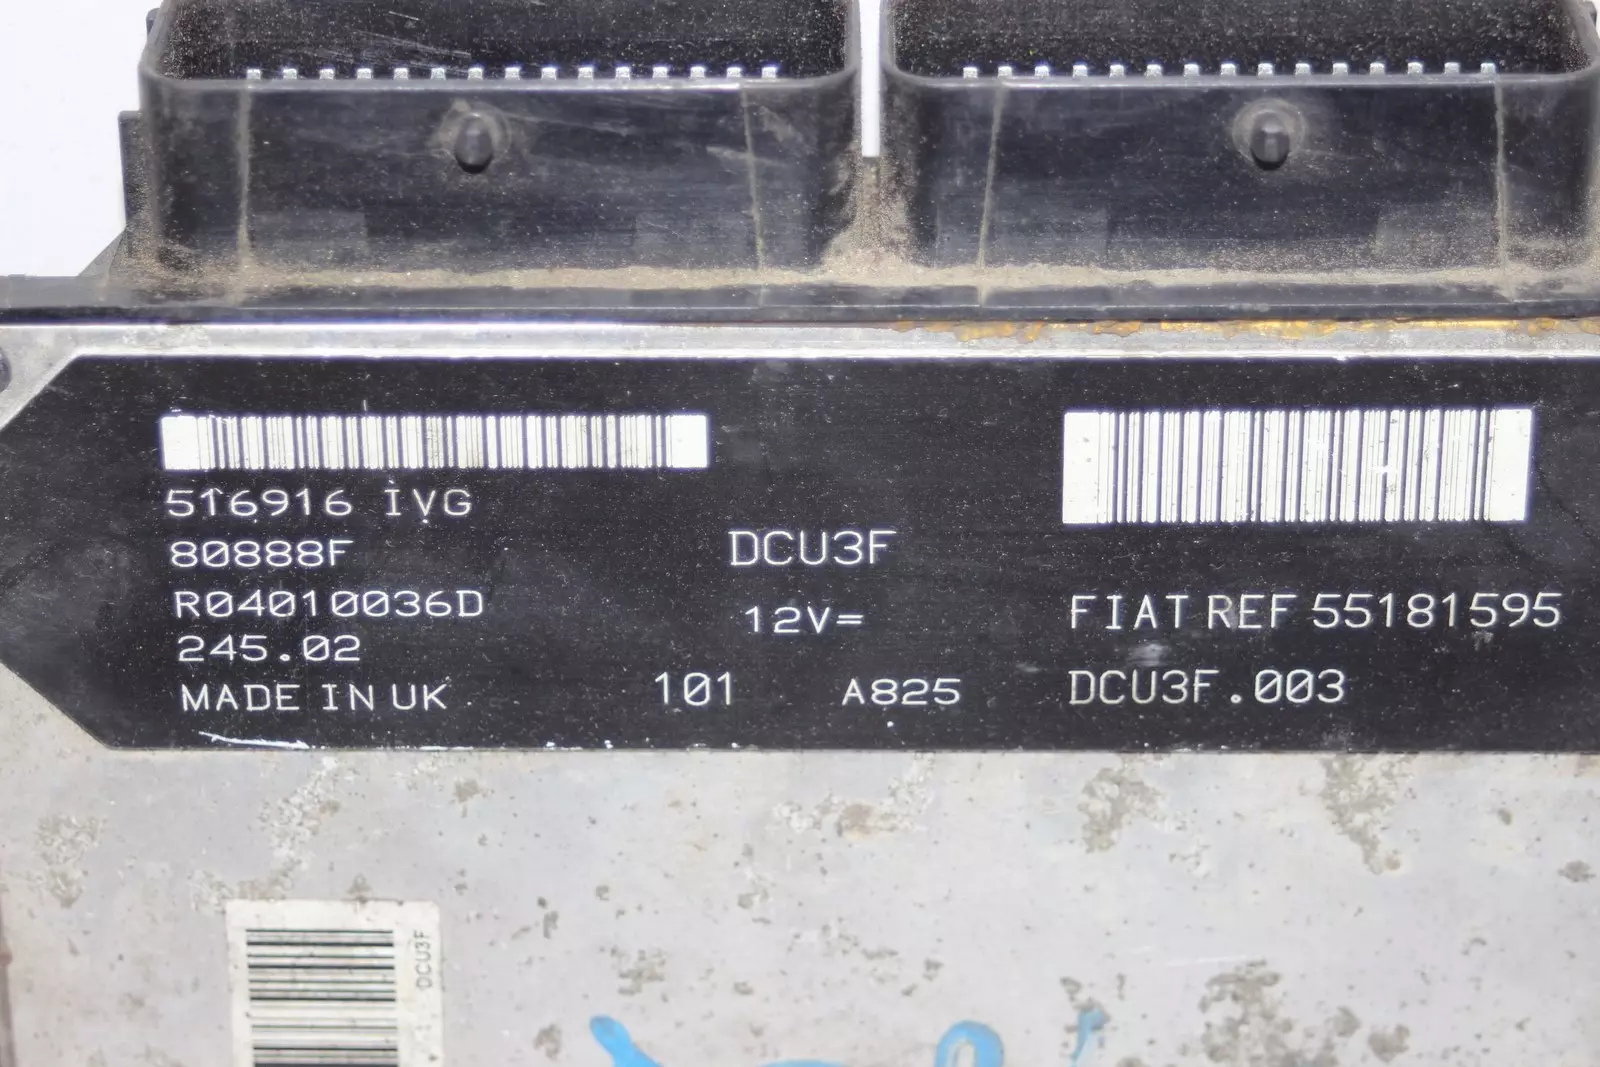 516916 IVG
80888F
R04010036D
245.02
MADE IN UK
DCU3F
12V=
101
A825
FIAT REF 55181595
DCU3F.003
DCU3F